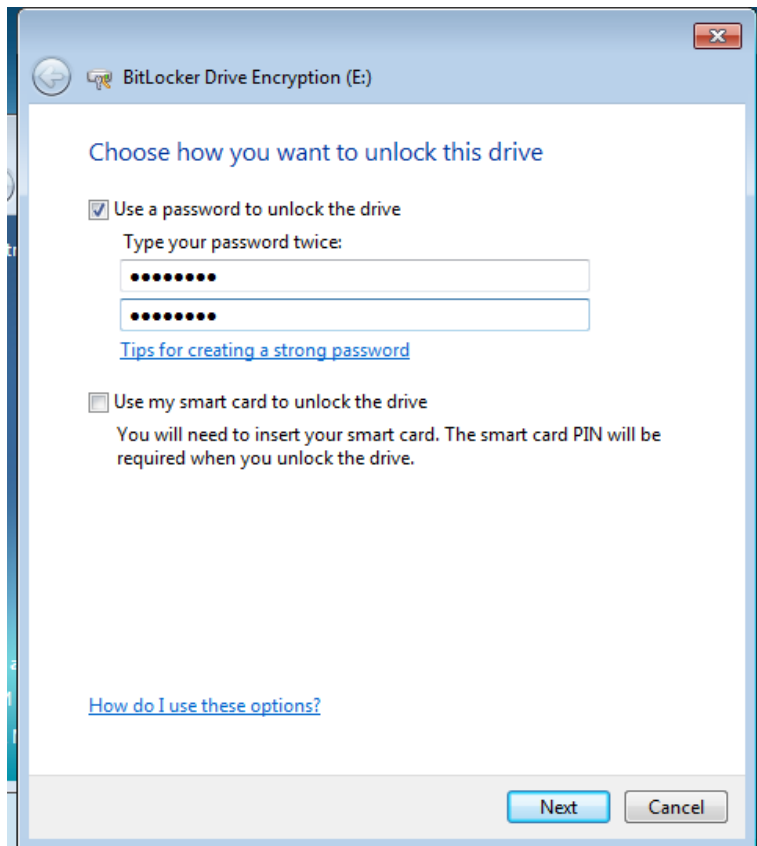 BitLocker Drive Encryption (E:)
Choose how you want to unlock this drive
Use a password to unlock the drive
Type your password twice:
●●●●●●●●
●●●●●●●●
Tips for creating a strong password
Use my smart card to unlock the drive
You will need to insert your smart card. The smart card PIN will be
required when you unlock the drive.
How do I use these options?
Next Cancel